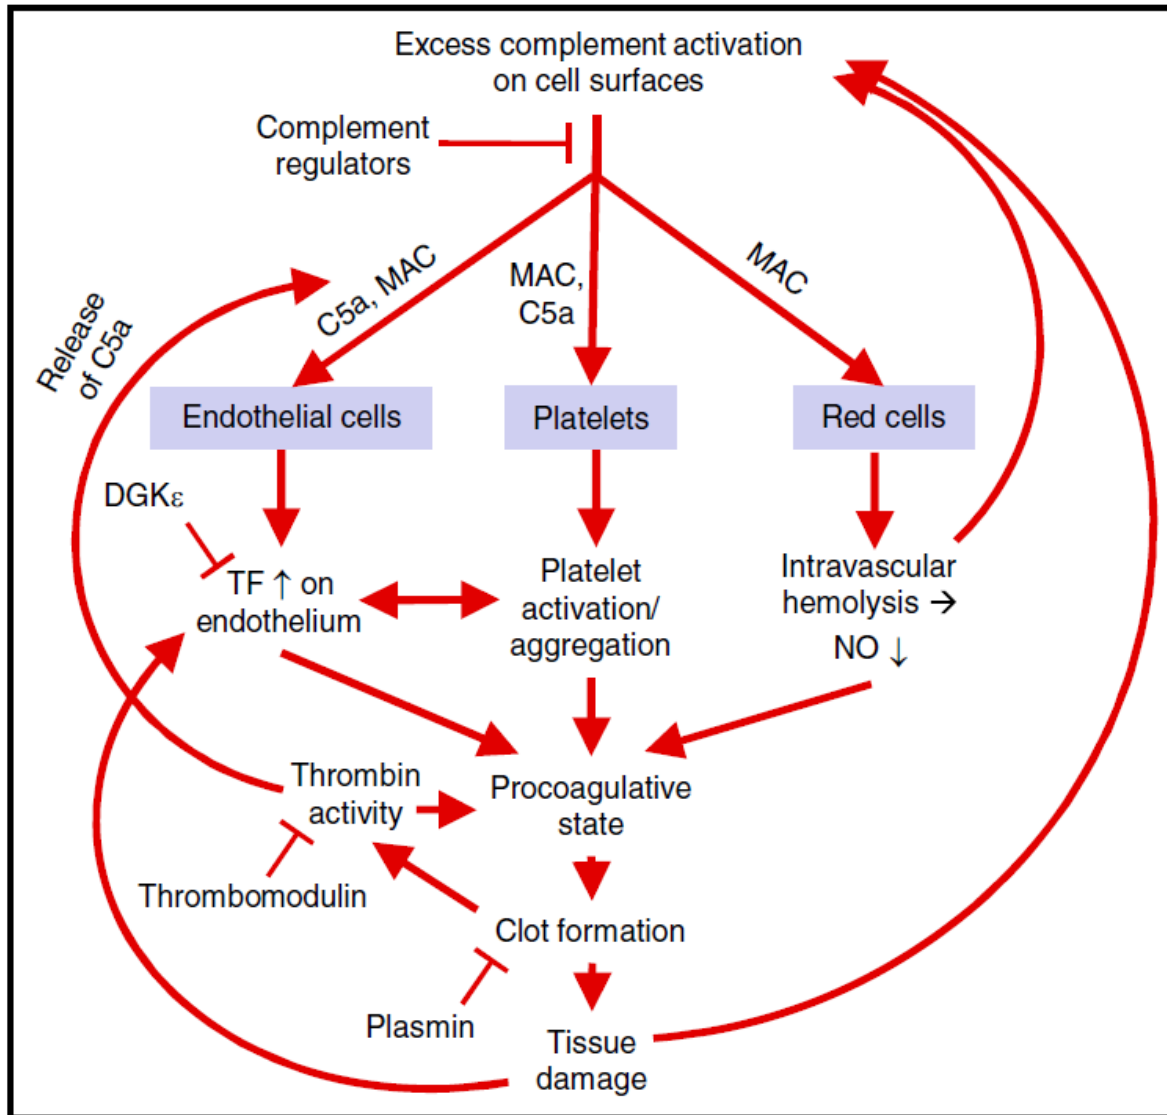 Excess complement activation
on cell surfaces
Complement
regulators
C5a, MAC
MAC,
C5a
MAC
Release
of C5a
Endothelial cells
Platelets
Red cells
DGKε
TF ↑ on
endothelium
Platelet
activation/
aggregation
Intravascular
hemolysis →
NO ↓
Thrombin
activity
Procoagulative
state
Thrombomodulin
Clot formation
Plasmin
Tissue
damage